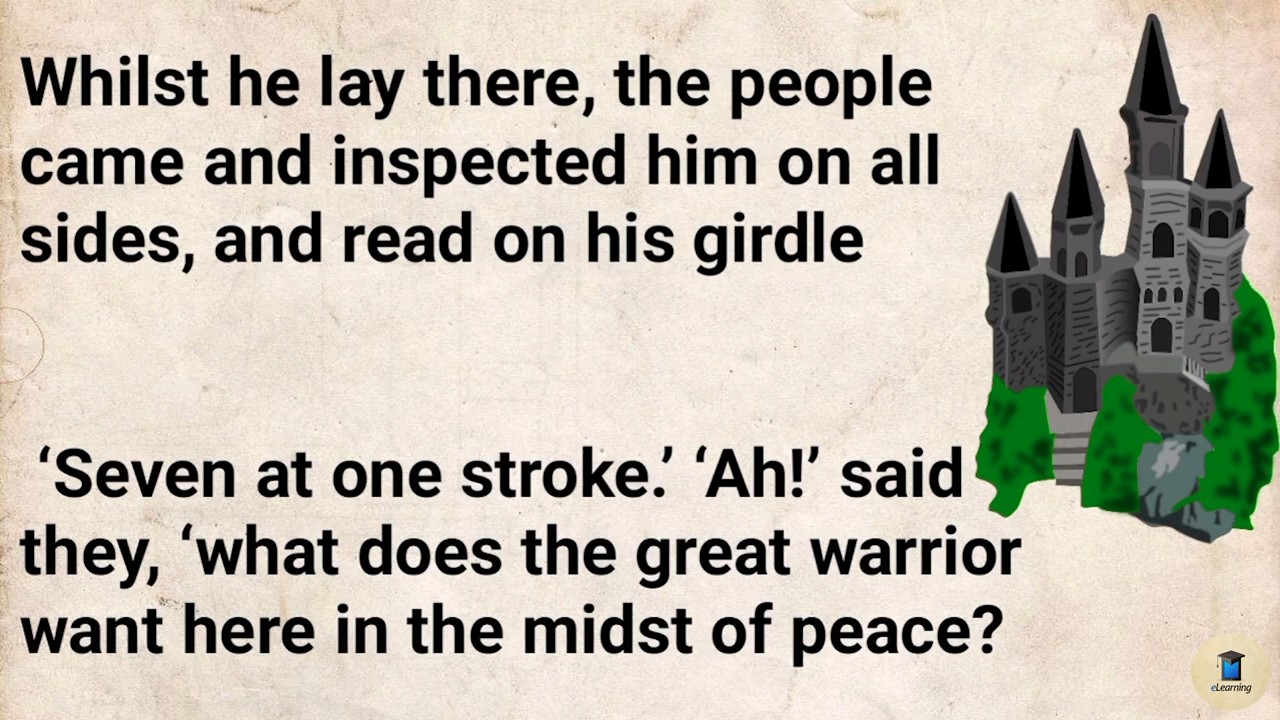 Whilst he lay there, the people
came and inspected him on all
sides, and read on his girdle
‘Seven at one stroke.’ ‘Ah!’ said
they, ‘what does the great warrior
want here in the midst of peace?
eLearning